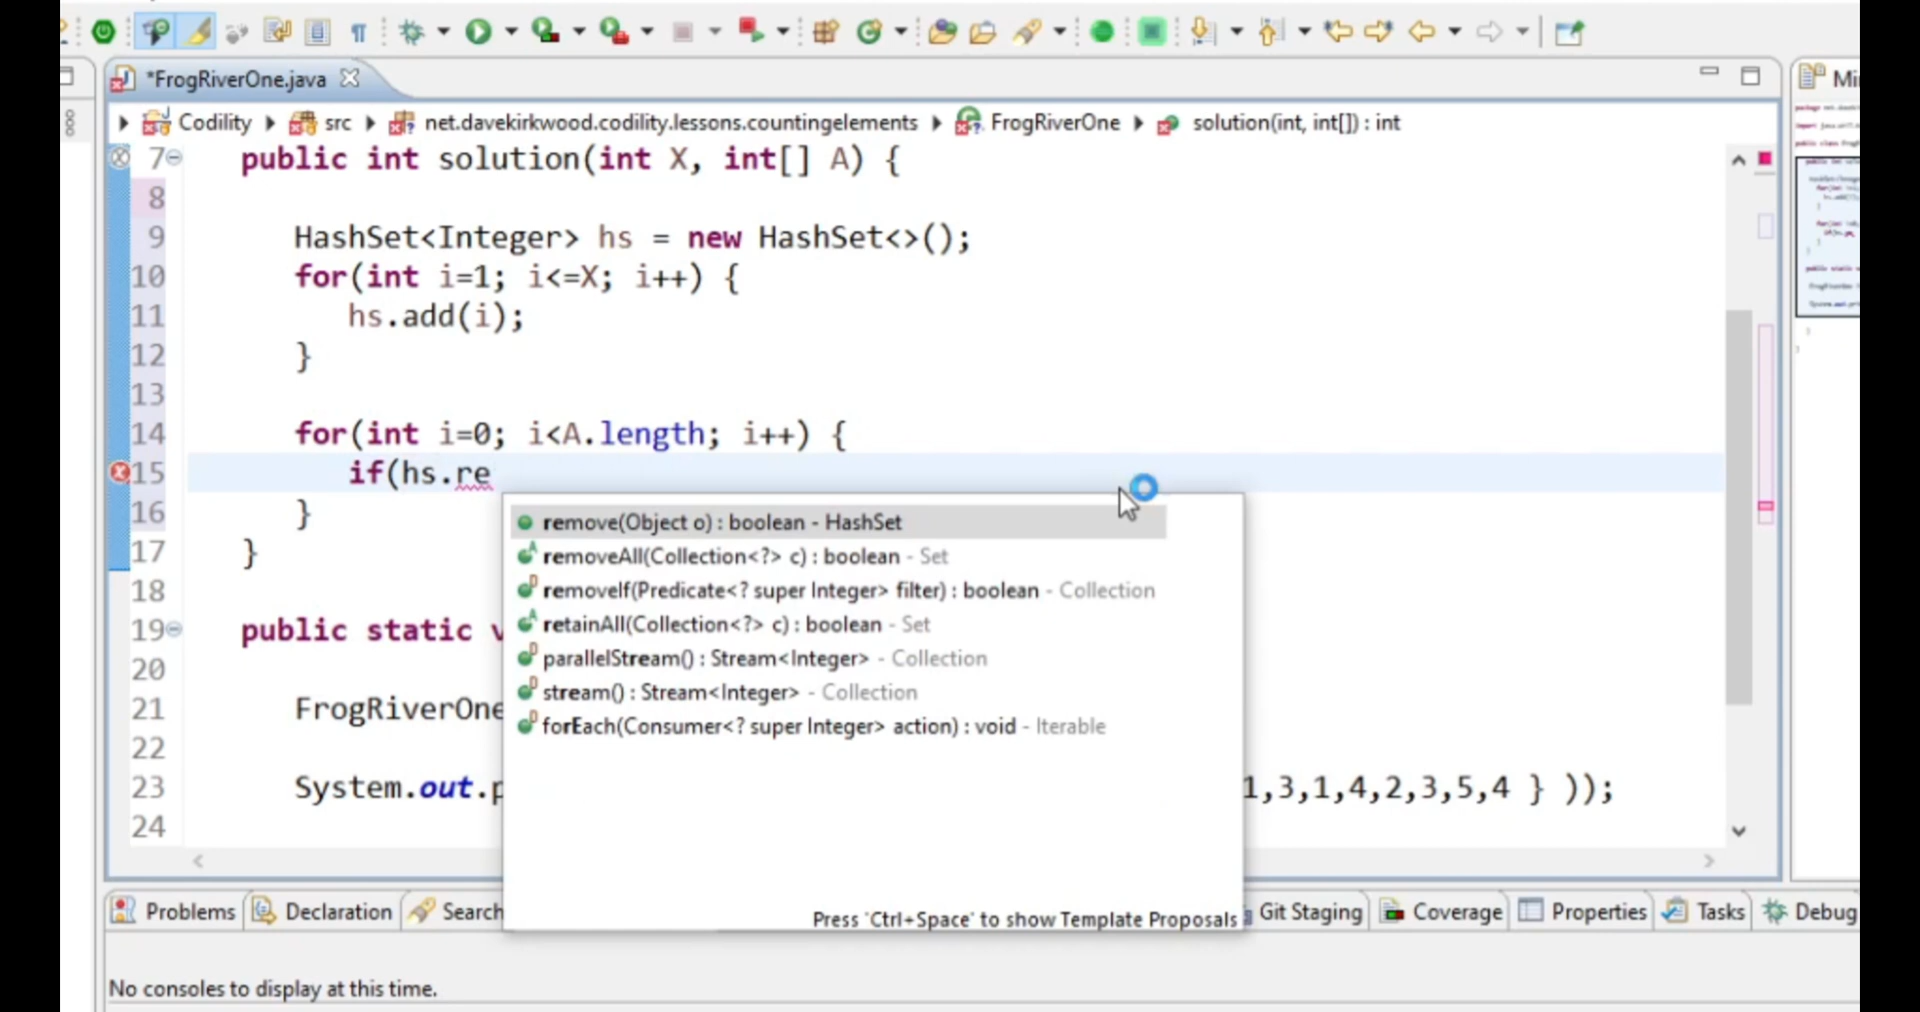 *FrogRiverOne.java
Codility src net.davekirkwood.codility.lessons.countingelements FrogRiverOne solution(int, int[]) : int
7 public int solution(int X, int[] A) {
8
9 HashSet<Integer> hs = new HashSet<>();
10 for(int i=1; i<=X; i++) {
11 hs.add(i);
12 }
13
14 for(int i=0; i<A.length; i++) {
15 if(hs.re
16 }
17 }
18
19 public static v
20
21 FrogRiverOne
22
23 System.out.p 1,3,1,4,2,3,5,4 } ));
24
remove(Object o) : boolean - HashSet
removeAll(Collection<?> c) : boolean - Set
removeIf(Predicate<? super Integer> filter) : boolean - Collection
retainAll(Collection<?> c) : boolean - Set
parallelStream() : Stream<Integer> - Collection
stream() : Stream<Integer> - Collection
forEach(Consumer<? super Integer> action) : void - Iterable
Press 'Ctrl+Space' to show Template Proposals
Problems Declaration Search Git Staging Coverage Properties Tasks Debug
No consoles to display at this time.